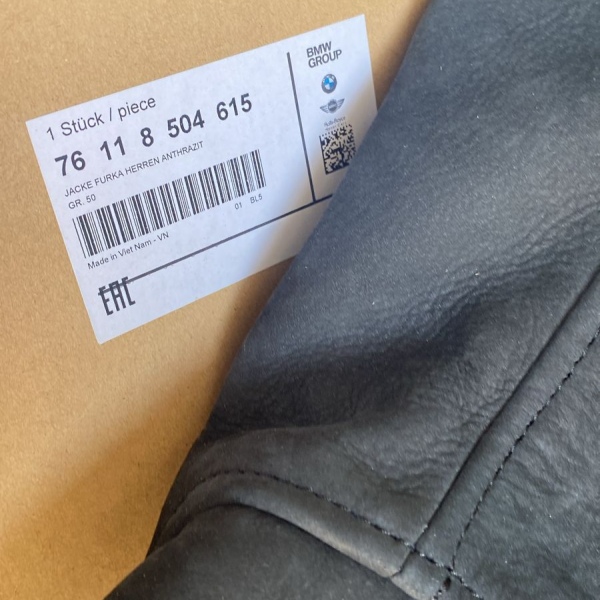 1 Stück / piece
76 11 8 504 615
JACKE FURKA HERREN ANTHRAZIT
GR. 50
01 BL5
Made in Viet Nam - VN
EAC
BMW
GROUP